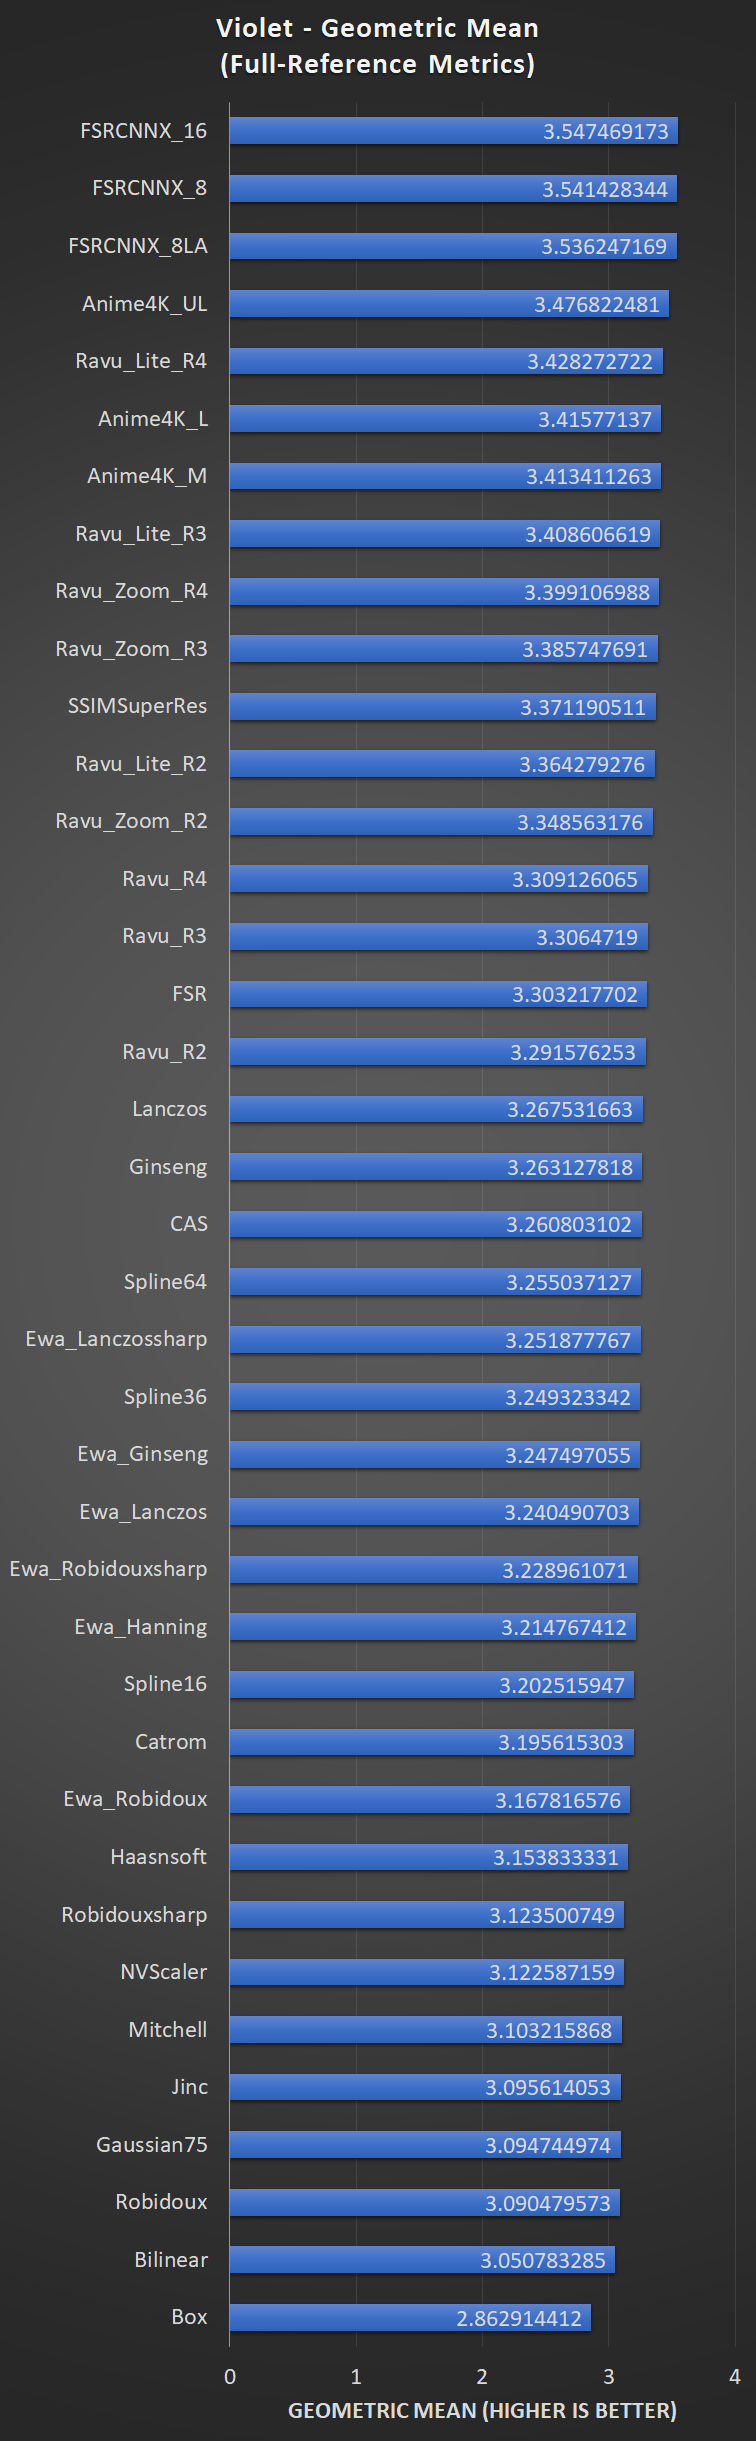 Violet - Geometric Mean
(Full-Reference Metrics)
FSRCNNX_16 3.547469173
FSRCNNX_8 3.541428344
FSRCNNX_8LA 3.536247169
Anime4K_UL 3.476822481
Ravu_Lite_R4 3.428272722
Anime4K_L 3.41577137
Anime4K_M 3.413411263
Ravu_Lite_R3 3.408606619
Ravu_Zoom_R4 3.399106988
Ravu_Zoom_R3 3.385747691
SSIMSuperRes 3.371190511
Ravu_Lite_R2 3.364279276
Ravu_Zoom_R2 3.348563176
Ravu_R4 3.309126065
Ravu_R3 3.3064719
FSR 3.303217702
Ravu_R2 3.291576253
Lanczos 3.267531663
Ginseng 3.263127818
CAS 3.260803102
Spline64 3.255037127
Ewa_Lanczossharp 3.251877767
Spline36 3.249323342
Ewa_Ginseng 3.247497055
Ewa_Lanczos 3.240490703
Ewa_Robidouxsharp 3.228961071
Ewa_Hanning 3.214767412
Spline16 3.202515947
Catrom 3.195615303
Ewa_Robidoux 3.167816576
Haasnsoft 3.153833331
Robidouxsharp 3.123500749
NVScaler 3.122587159
Mitchell 3.103215868
Jinc 3.095614053
Gaussian75 3.094744974
Robidoux 3.090479573
Bilinear 3.050783285
Box 2.862914412
0 1 2 3 4
GEOMETRIC MEAN (HIGHER IS BETTER)